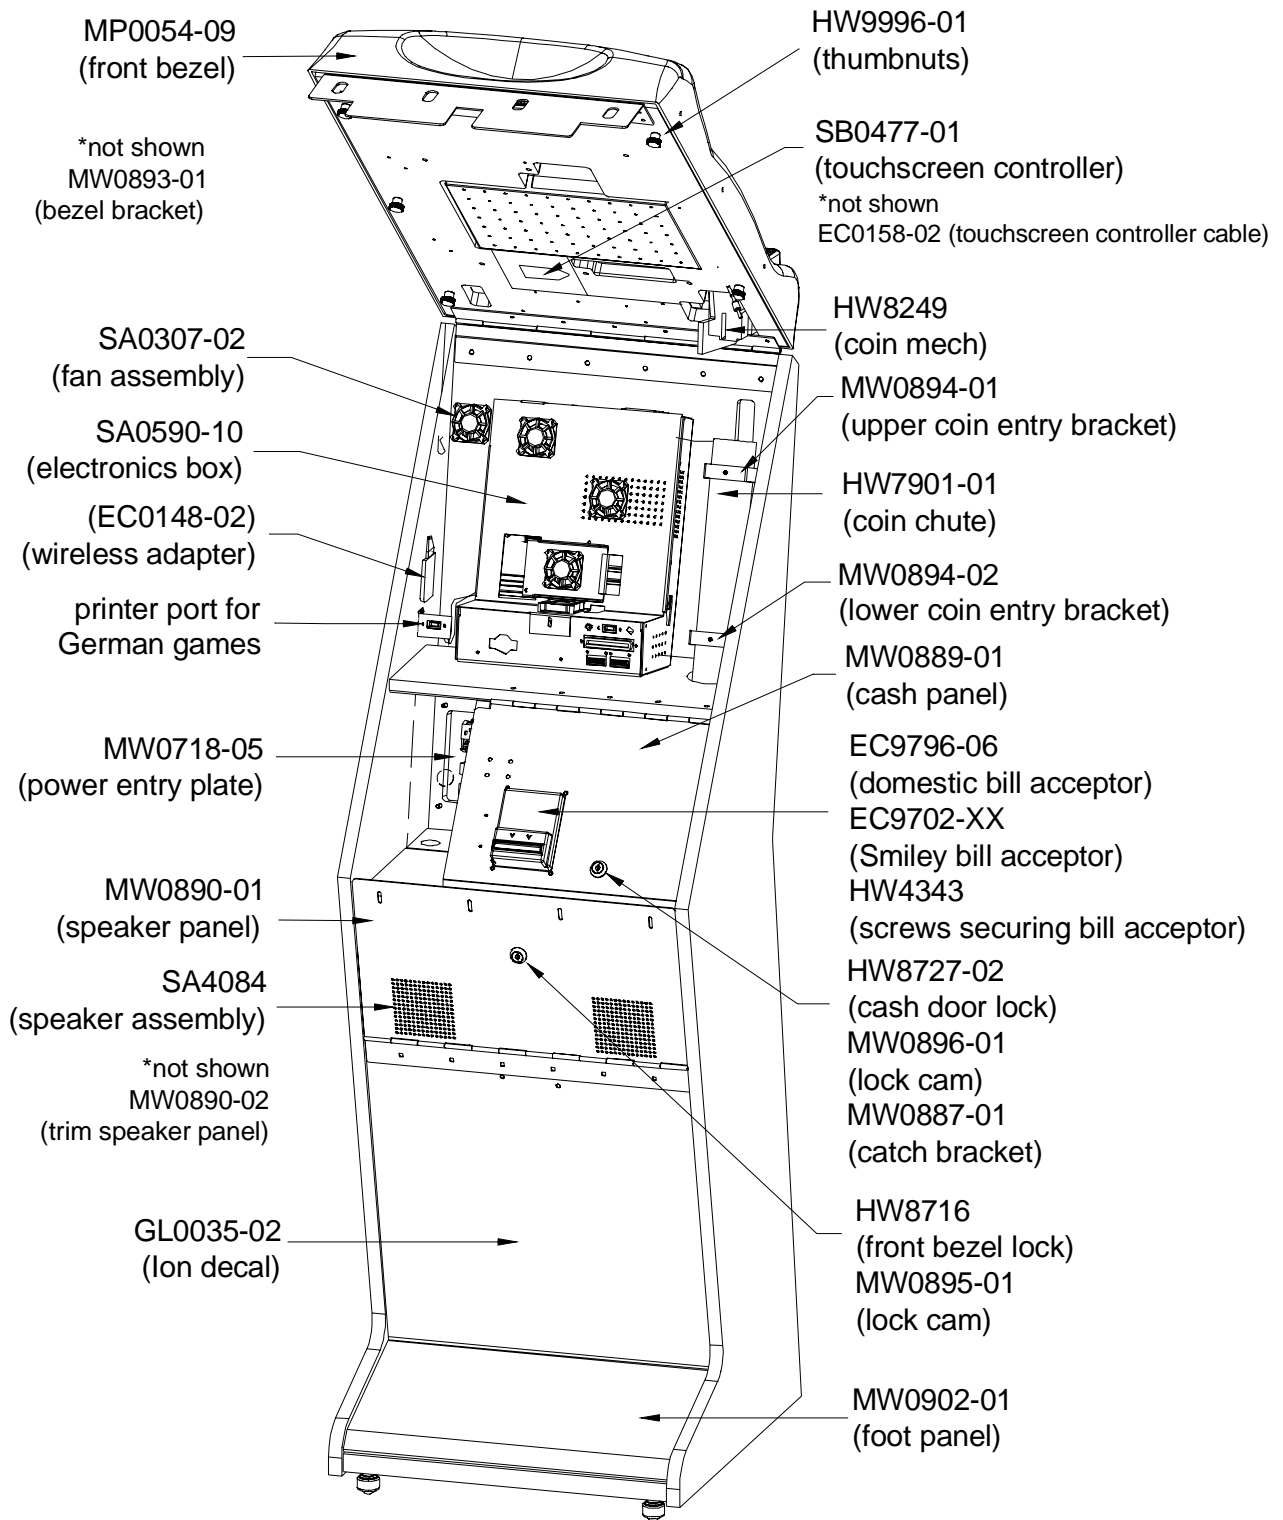 MP0054-09
(front bezel)
*not shown
MW0893-01
(bezel bracket)
SA0307-02
(fan assembly)
SA0590-10
(electronics box)
(EC0148-02)
(wireless adapter)
printer port for
German games
MW0718-05
(power entry plate)
MW0890-01
(speaker panel)
SA4084
(speaker assembly)
*not shown
MW0890-02
(trim speaker panel)
GL0035-02
(Ion decal)
HW9996-01
(thumbnuts)
SB0477-01
(touchscreen controller)
*not shown
EC0158-02 (touchscreen controller cable)
HW8249
(coin mech)
MW0894-01
(upper coin entry bracket)
HW7901-01
(coin chute)
MW0894-02
(lower coin entry bracket)
MW0889-01
(cash panel)
EC9796-06
(domestic bill acceptor)
EC9702-XX
(Smiley bill acceptor)
HW4343
(screws securing bill acceptor)
HW8727-02
(cash door lock)
MW0896-01
(lock cam)
MW0887-01
(catch bracket)
HW8716
(front bezel lock)
MW0895-01
(lock cam)
MW0902-01
(foot panel)